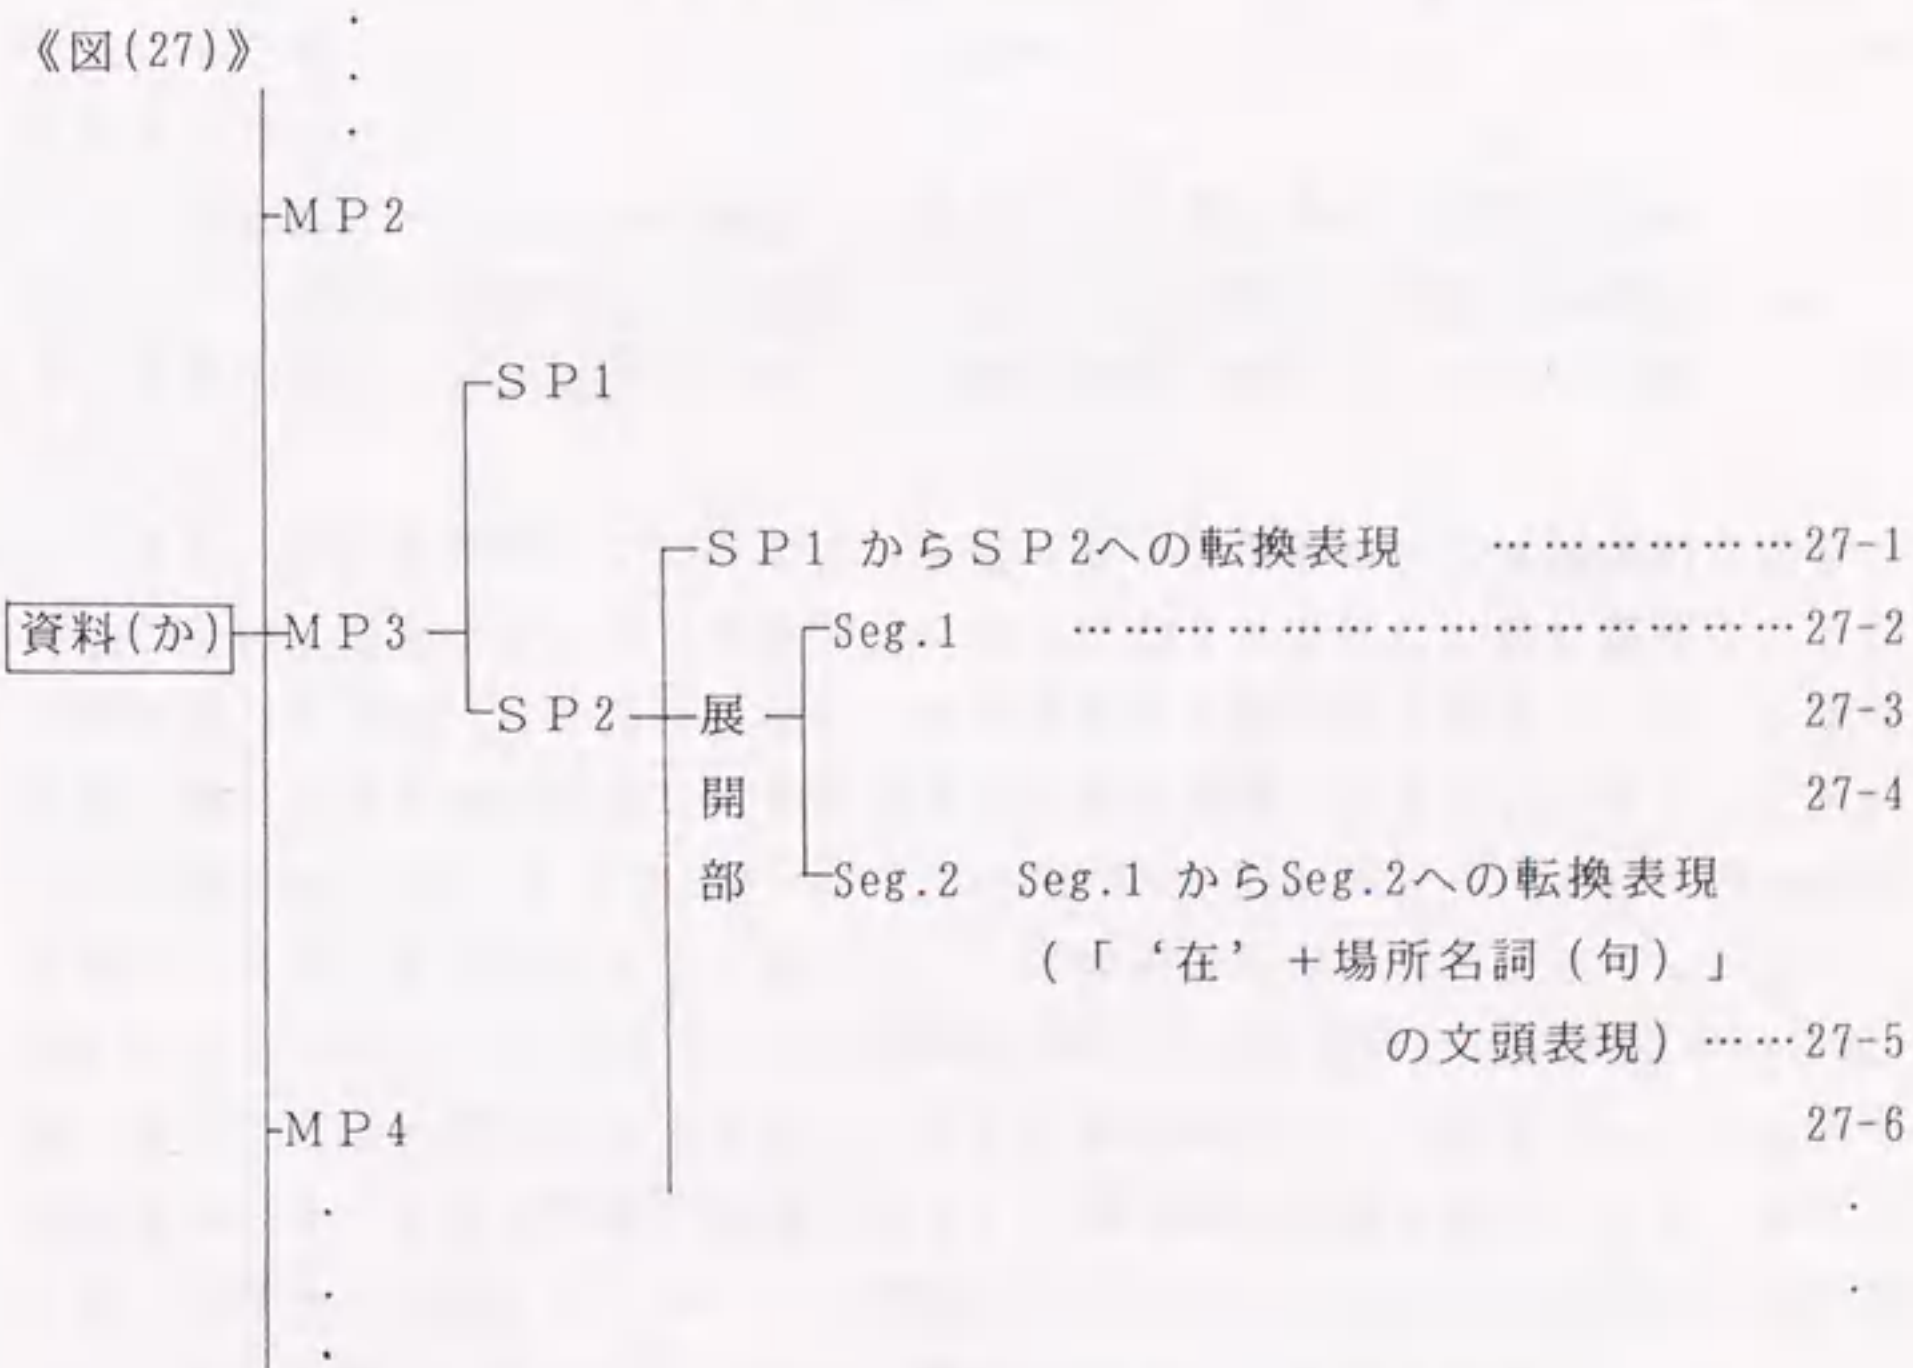 《図(27)》
MP2
SP1
SP1 からSP2への転換表現 ………………27-1
資料(か) MP3 Seg.1 ……………………………………27-2
SP2 展 27-3
開 27-4
部 Seg.2 Seg.1 からSeg.2への転換表現
(「‘在’+場所名詞(句)」
の文頭表現)……27-5
MP4 27-6